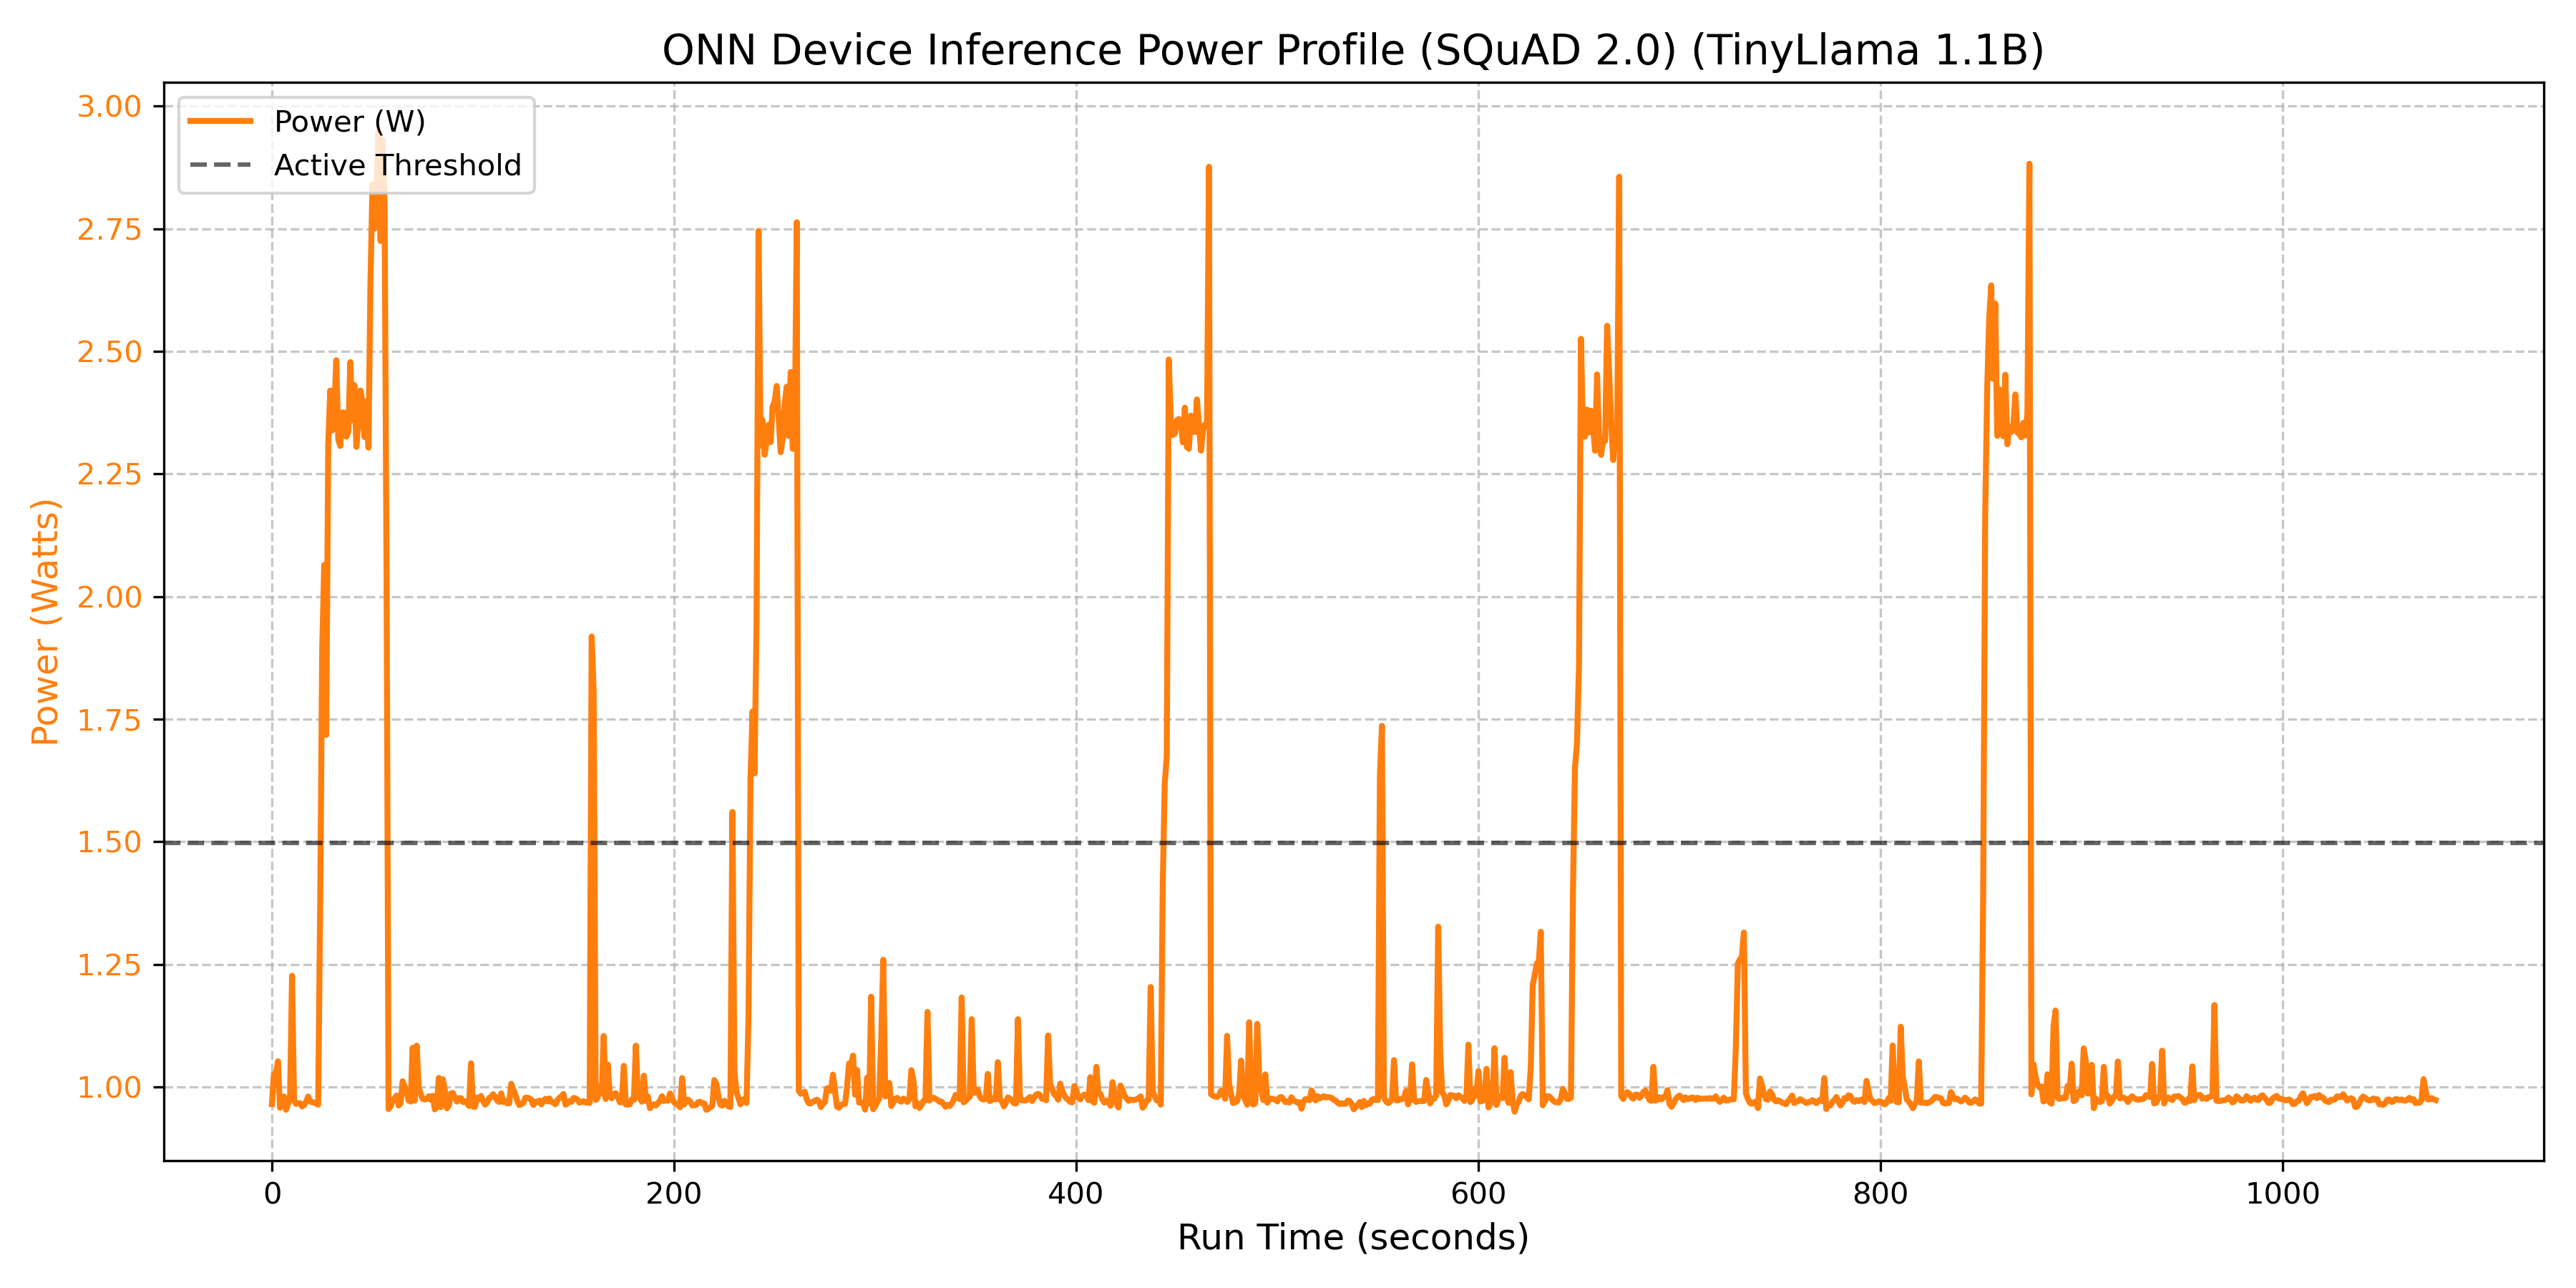 ONN Device Inference Power Profile (SQuAD 2.0) (TinyLlama 1.1B)
Power (W)
Active Threshold
Power (Watts)
3.00
2.75
2.50
2.25
2.00
1.75
1.50
1.25
1.00
0 200 400 600 800 1000
Run Time (seconds)